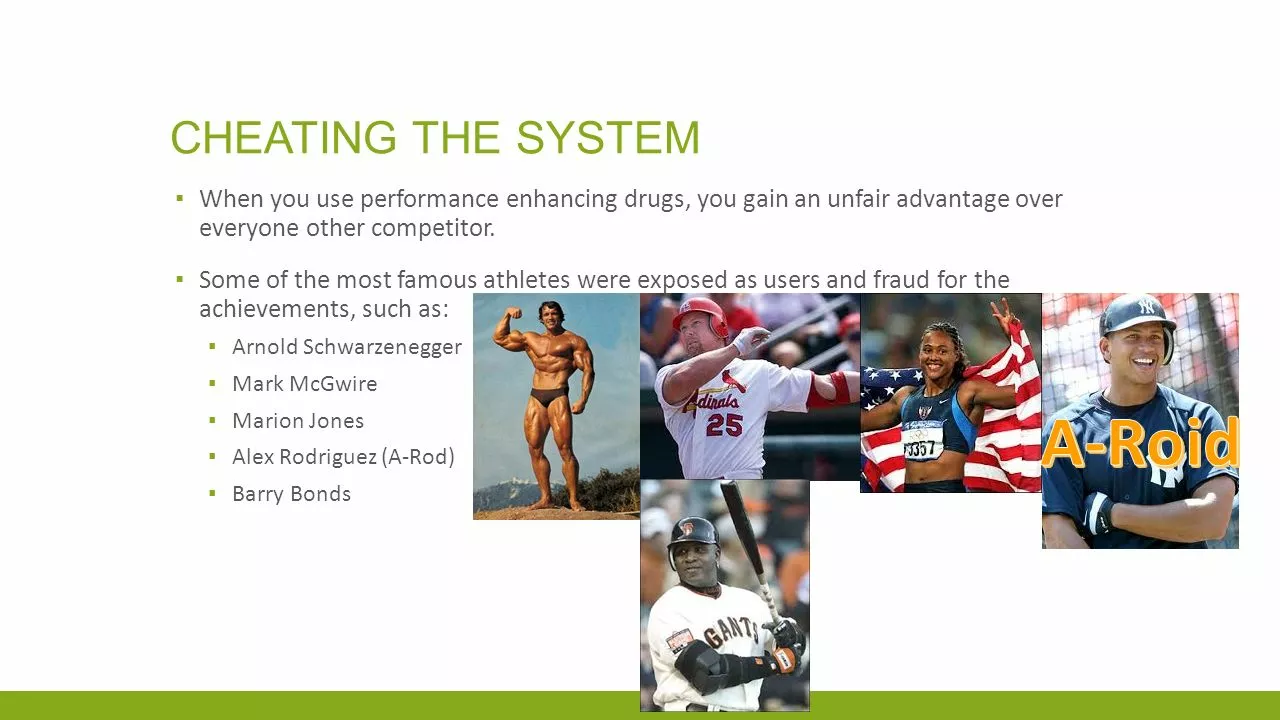 CHEATING THE SYSTEM
▪ When you use performance enhancing drugs, you gain an unfair advantage over
everyone other competitor.
▪ Some of the most famous athletes were exposed as users and fraud for the
achievements, such as:
▪ Arnold Schwarzenegger
▪ Mark McGwire
▪ Marion Jones
▪ Alex Rodriguez (A-Rod)
▪ Barry Bonds
Cardinals
25
3357
A-Roid
NY
GIANTS